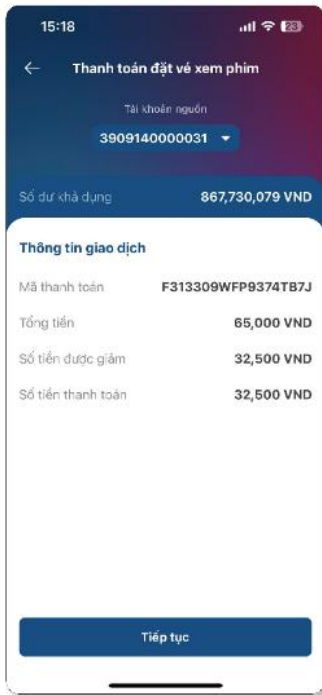 15:18
23
Thanh toán đặt vé xem phim
Tài khoản nguồn
3909140000031
Số dư khả dụng 867,730,079 VND
Thông tin giao dịch
Mã thanh toán F313309WFP9374TB7J
Tổng tiền 65,000 VND
Số tiền được giảm 32,500 VND
Số tiền thanh toán 32,500 VND
Tiếp tục